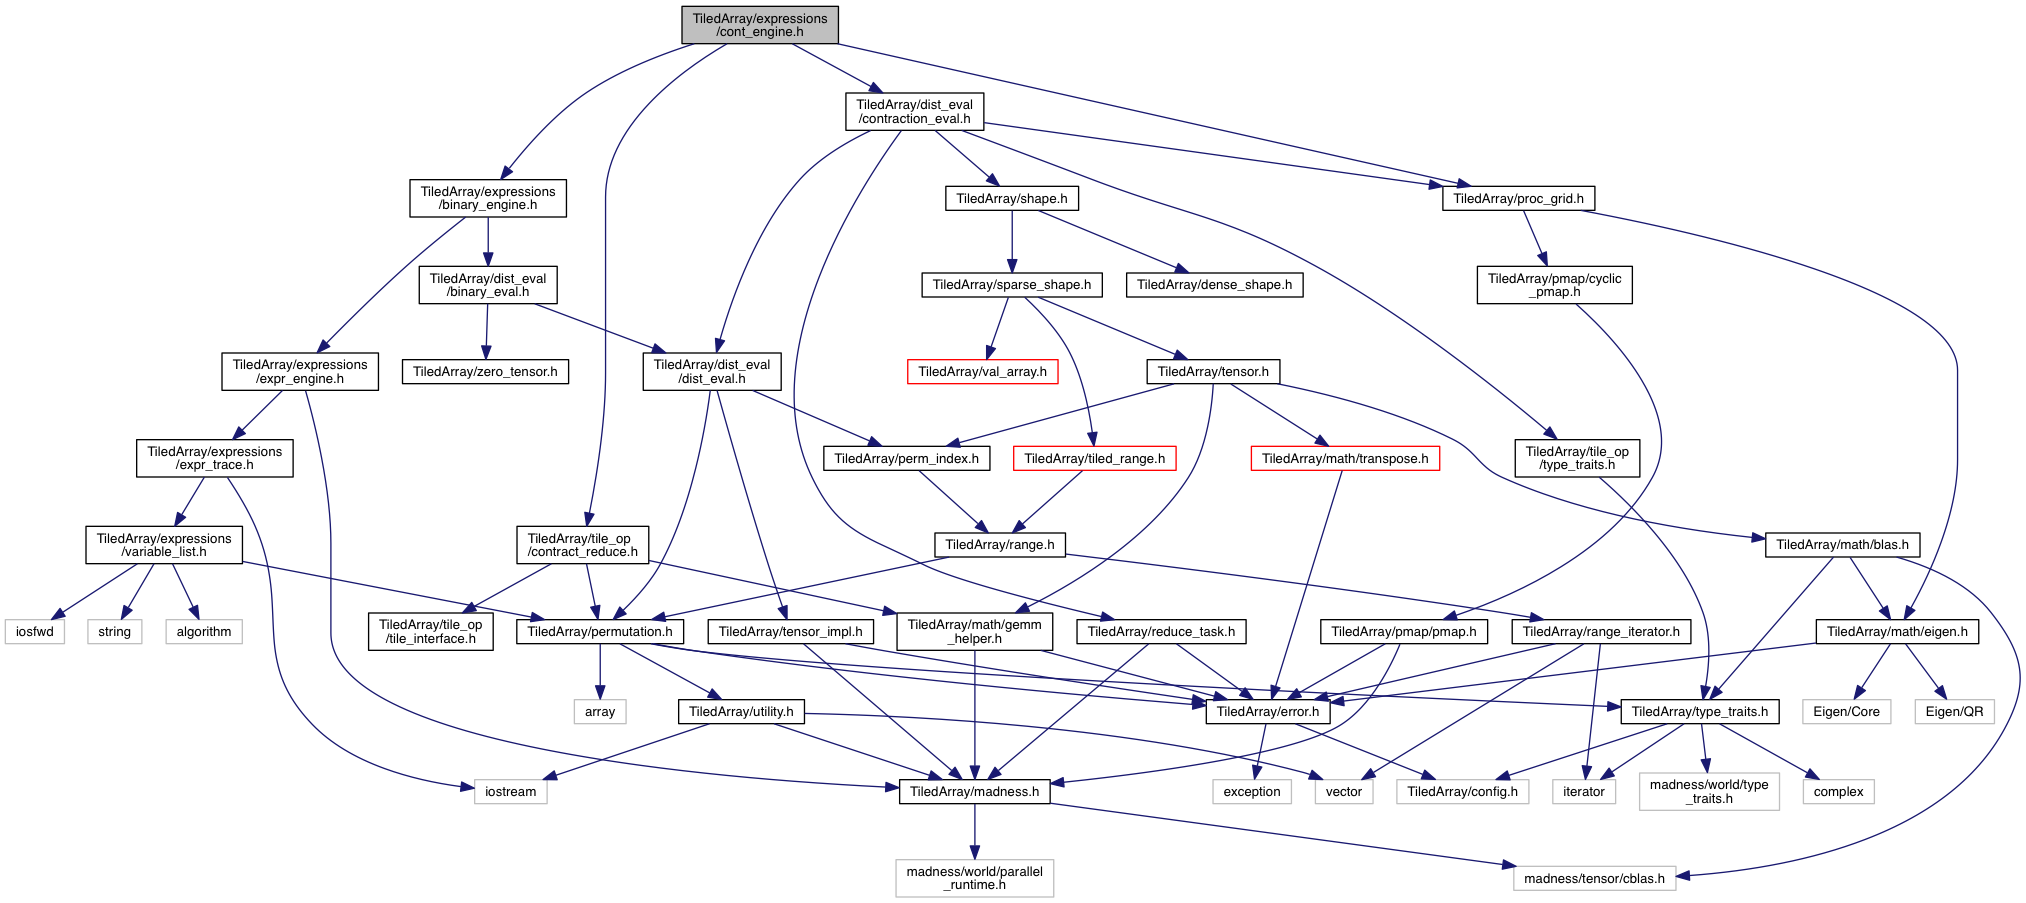 TiledArray/expressions
/cont_engine.h
TiledArray/dist_eval
/contraction_eval.h
TiledArray/expressions
/binary_engine.h
TiledArray/shape.h
TiledArray/proc_grid.h
TiledArray/dist_eval
/binary_eval.h
TiledArray/sparse_shape.h
TiledArray/dense_shape.h
TiledArray/pmap/cyclic
_pmap.h
TiledArray/expressions
/expr_engine.h
TiledArray/zero_tensor.h
TiledArray/dist_eval
/dist_eval.h
TiledArray/val_array.h
TiledArray/tensor.h
TiledArray/expressions
/expr_trace.h
TiledArray/perm_index.h
TiledArray/tiled_range.h
TiledArray/math/transpose.h
TiledArray/tile_op
/type_traits.h
TiledArray/expressions
/variable_list.h
TiledArray/tile_op
/contract_reduce.h
TiledArray/range.h
TiledArray/math/blas.h
iosfwd
string
algorithm
TiledArray/tile_op
/tile_interface.h
TiledArray/permutation.h
TiledArray/tensor_impl.h
TiledArray/math/gemm
_helper.h
TiledArray/reduce_task.h
TiledArray/pmap/pmap.h
TiledArray/range_iterator.h
TiledArray/math/eigen.h
array
TiledArray/utility.h
TiledArray/error.h
TiledArray/type_traits.h
Eigen/Core
Eigen/QR
iostream
TiledArray/madness.h
exception
vector
TiledArray/config.h
iterator
madness/world/type
_traits.h
complex
madness/world/parallel
_runtime.h
madness/tensor/cblas.h